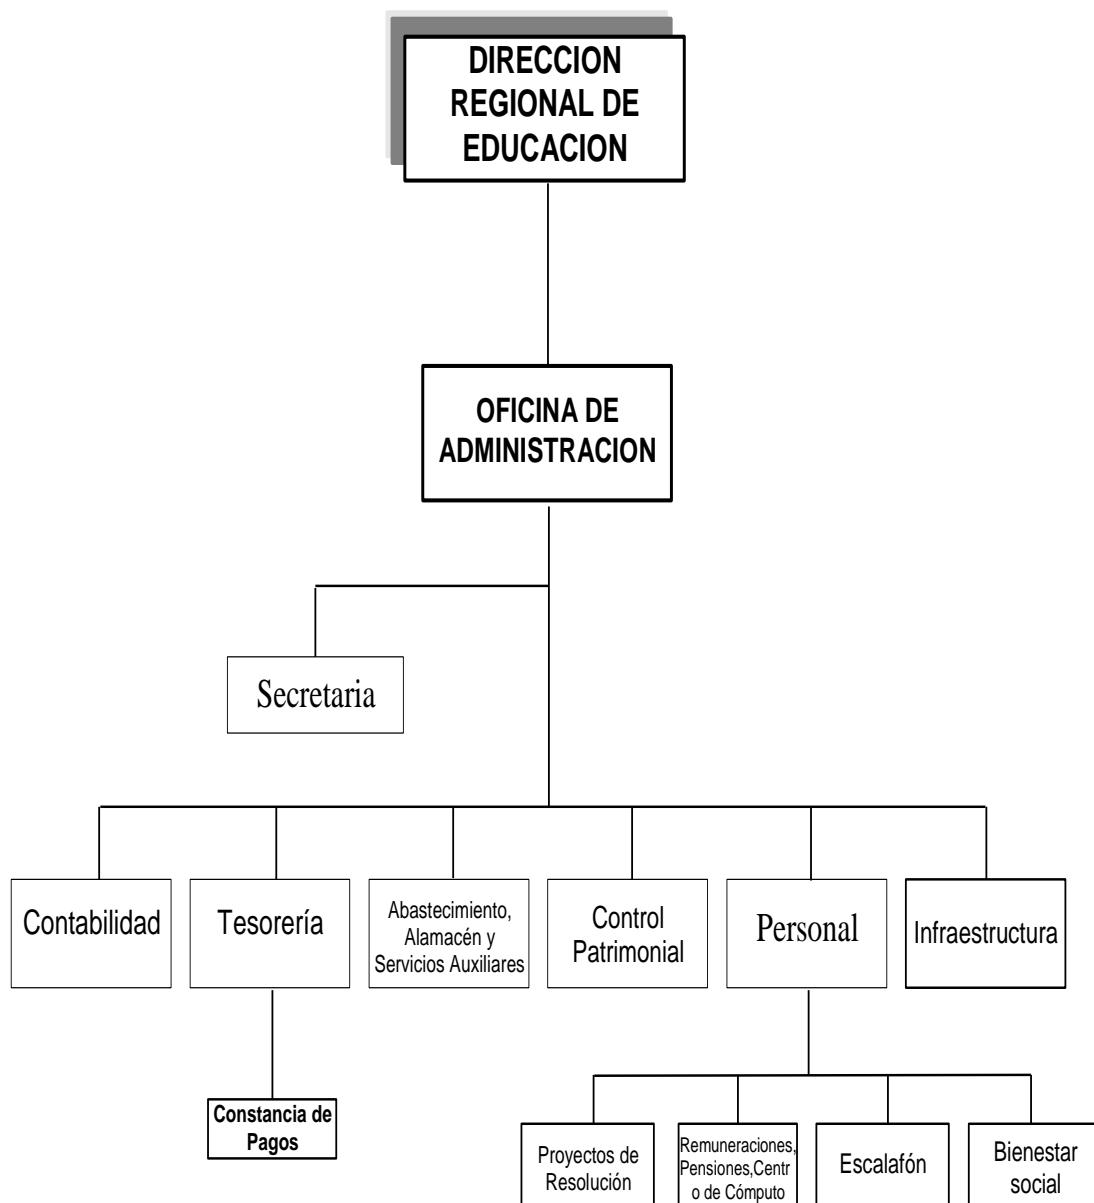 DIRECCION
REGIONAL DE
EDUCACION
OFICINA DE
ADMINISTRACION
Secretaria
Contabilidad
Tesorería
Abastecimiento,
Alamacén y
Servicios Auxiliares
Control
Patrimonial
Personal
Infraestructura
Constancia de
Pagos
Proyectos de
Resolución
Remuneraciones,
Pensiones,Centr
o de Cómputo
Escalafón
Bienestar
social